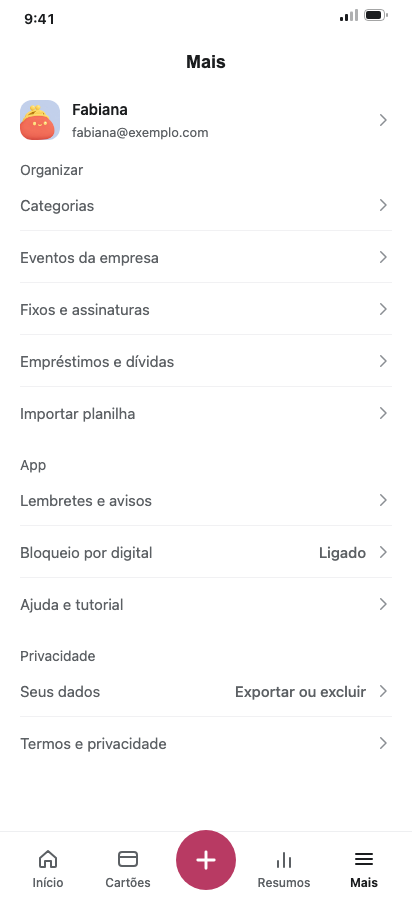 9:41
Mais
Fabiana
fabiana@exemplo.com
Organizar
Categorias
Eventos da empresa
Fixos e assinaturas
Empréstimos e dívidas
Importar planilha
App
Lembretes e avisos
Bloqueio por digital Ligado
Ajuda e tutorial
Privacidade
Seus dados Exportar ou excluir
Termos e privacidade
Início Cartões Resumos Mais